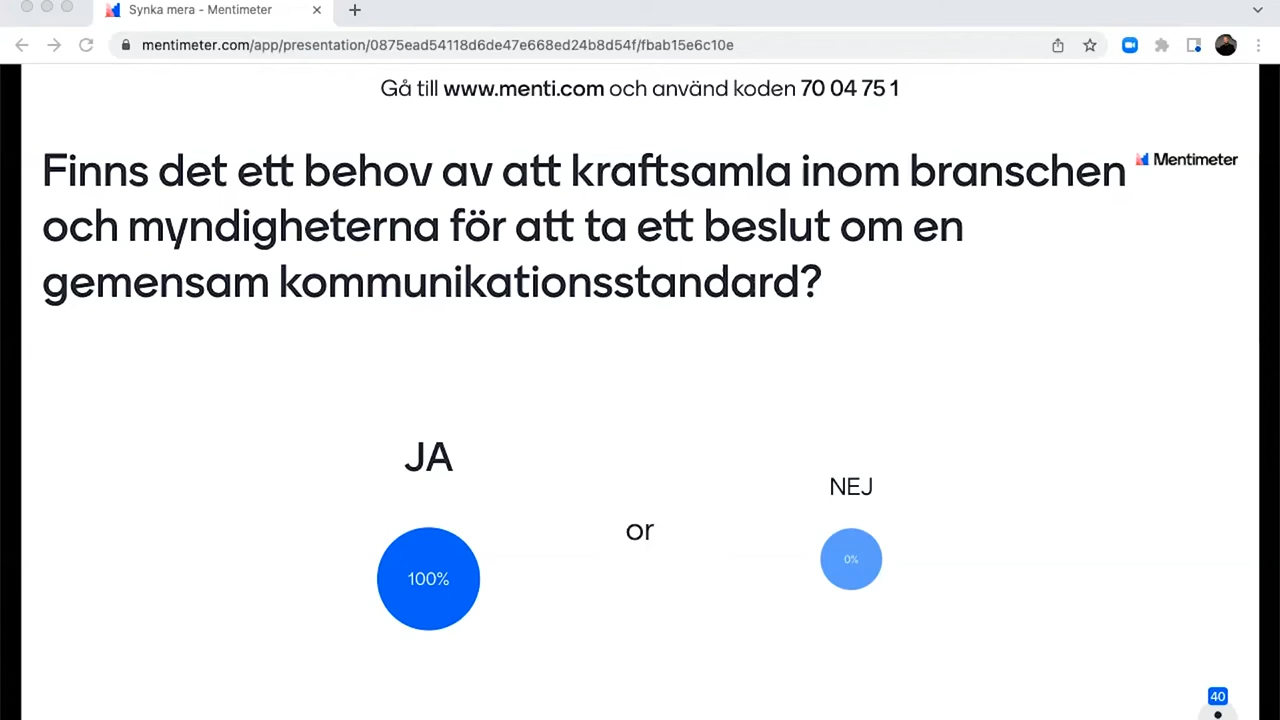 Synka mera - Mentimeter
mentimeter.com/app/presentation/0875ead54118d6de47e668ed24b8d54f/fbab15e6c10e
Gå till www.menti.com och använd koden 70 04 75 1
Finns det ett behov av att kraftsamla inom branschen
Mentimeter
och myndigheterna för att ta ett beslut om en
gemensam kommunikationsstandard?
JA
NEJ
or
100%
0%
40